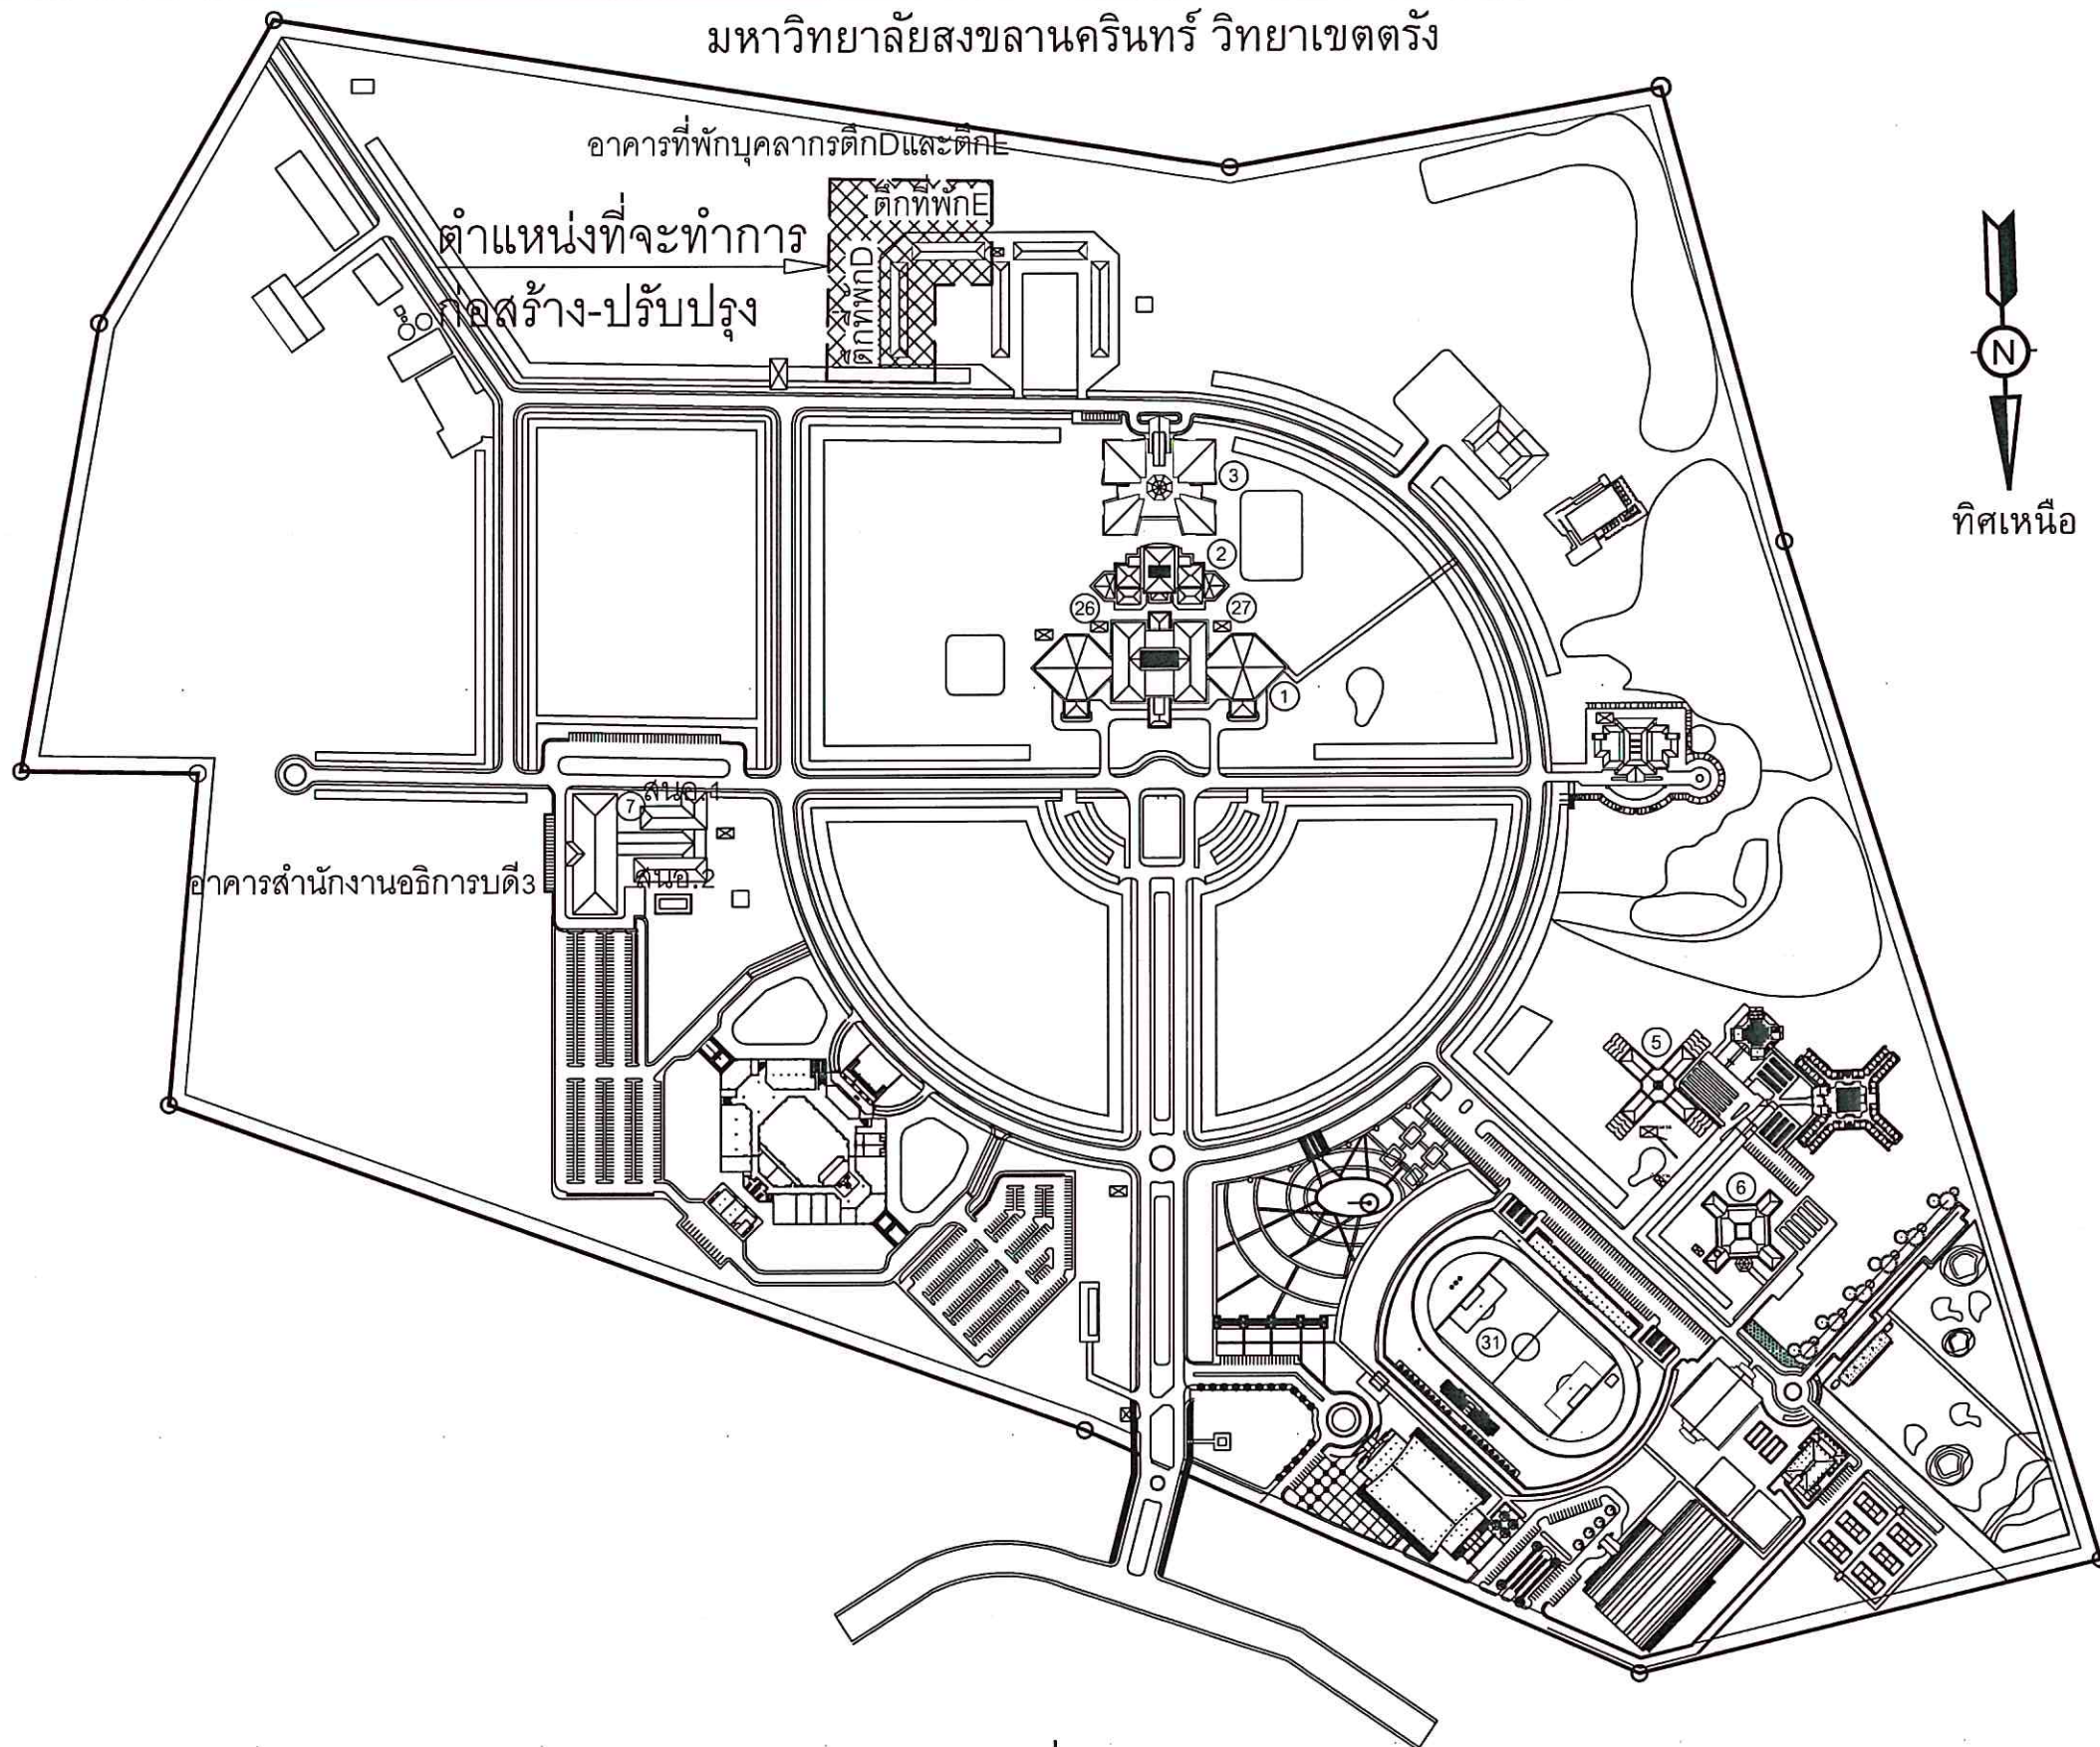 มหาวิทยาลัยสงขลานครินทร์ วิทยาเขตตรัง
อาคารที่พักบุคลากรตึกDและตึกE
ตึกที่พักE
ตำแหน่งที่จะทำการ
ก่อสร้าง-ปรับปรุง
ตึกที่พักD
N
ทิศเหนือ
3
2
26
27
1
7
สนอ.1
สนอ.2
อาคารสำนักงานอธิการบดี3
5
6
31